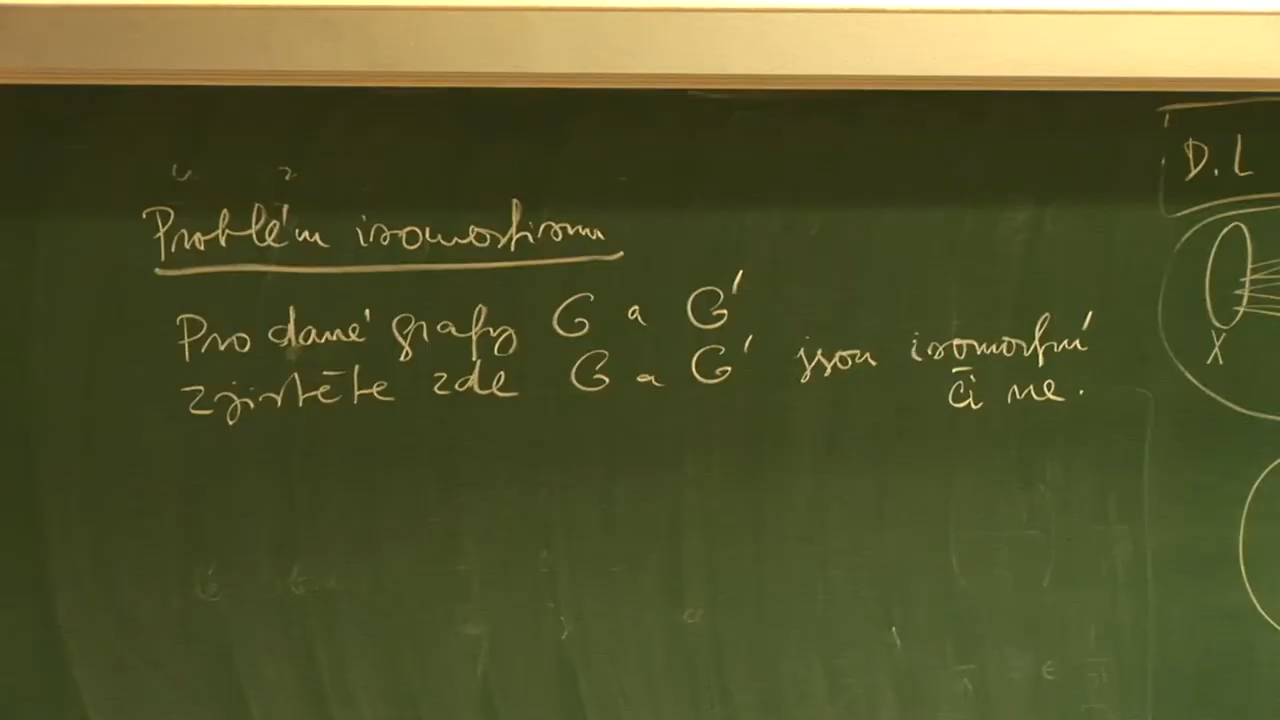 Problém isomorfismu
Pro dané grafy G a G'
zjistěte zde G a G' jsou isomorfní
či ne.
D.L
X